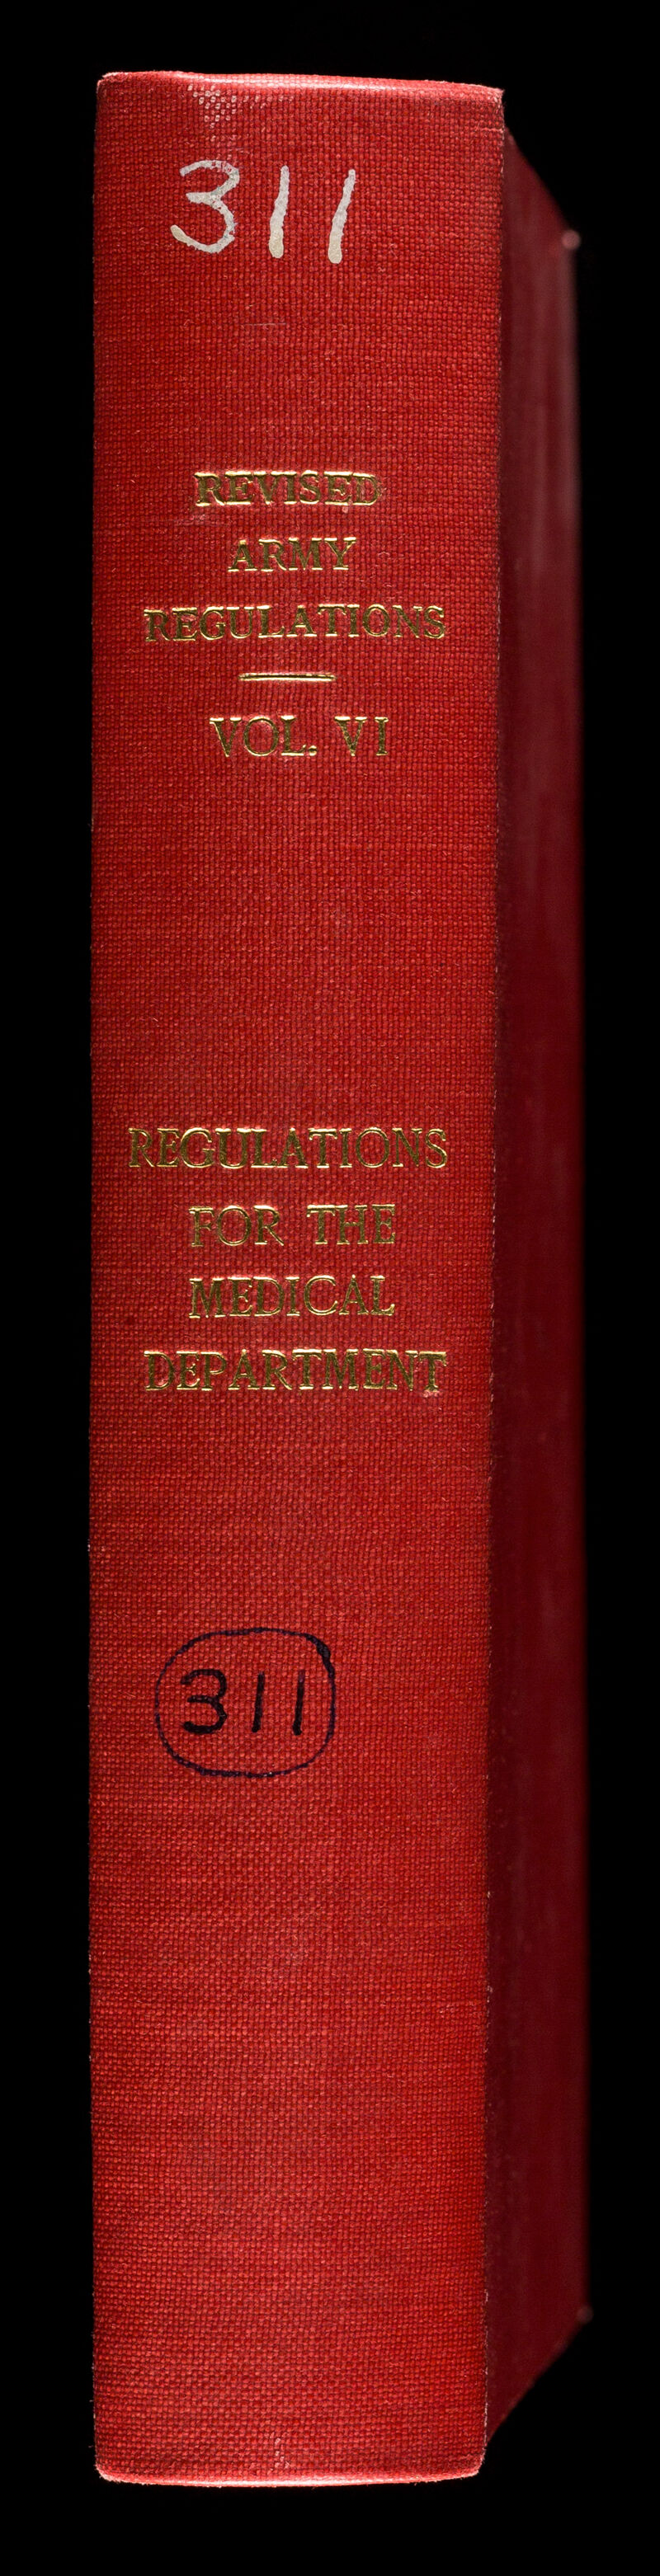 311
REVISED
ARMY
REGULATIONS
VOL. VI
REGULATIONS
FOR THE
MEDICAL
DEPARTMENT
311